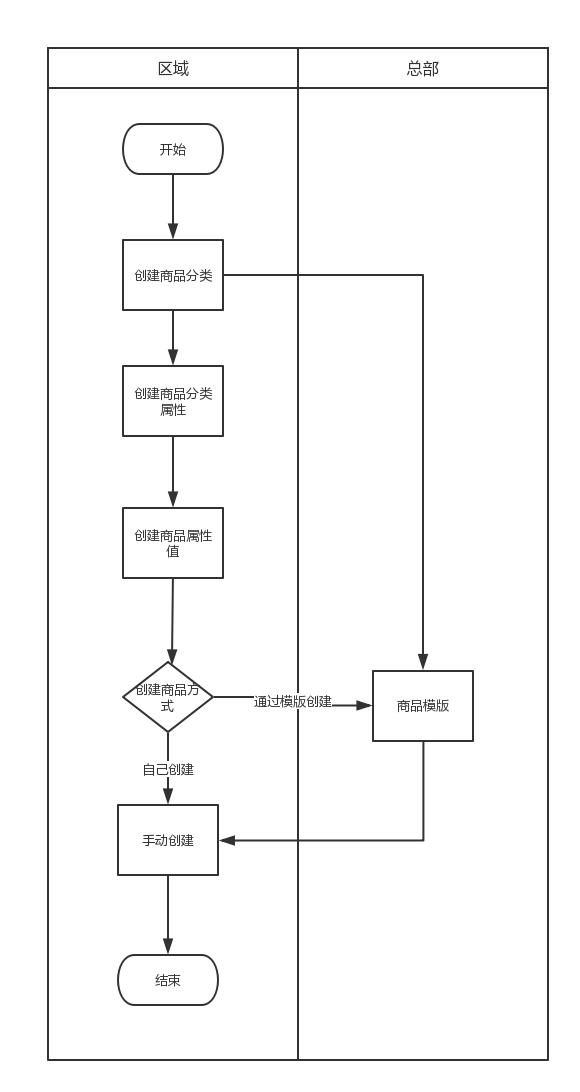 区域
总部
开始
创建商品分类
创建商品分类
属性
创建商品属性
值
创建商品方
式
通过模版创建
商品模版
自己创建
手动创建
结束